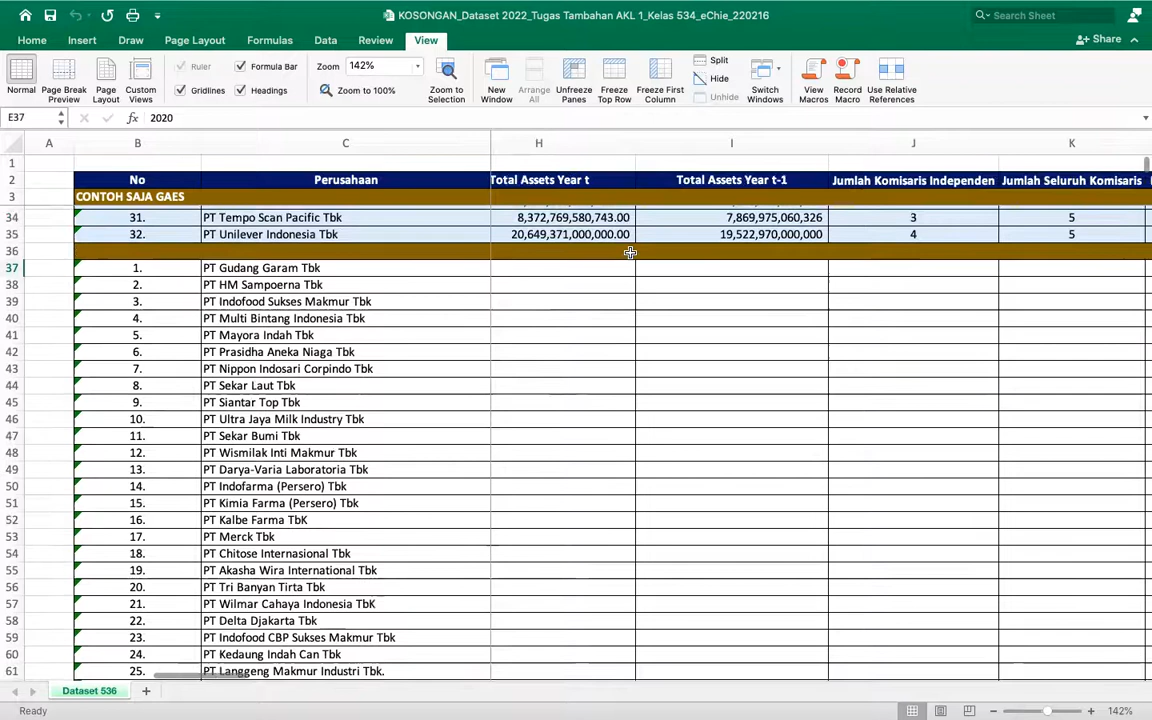 KOSONGAN_Dataset 2022_Tugas Tambahan AKL 1_Kelas 534_eChie_220216
Search Sheet
Home Insert Draw Page Layout Formulas Data Review View
Share
Normal
Page Break Preview
Page Layout
Custom Views
Ruler
Formula Bar
Gridlines
Headings
Zoom 142%
Zoom to 100%
Zoom to Selection
New Window
Arrange All
Unfreeze Panes
Freeze Top Row
Freeze First Column
Split
Hide
Unhide
Switch Windows
View Macros
Record Macro
Use Relative References
E37 fx 2020
A B C H I J K
1
2 No Perusahaan Total Assets Year t Total Assets Year t-1 Jumlah Komisaris Independen Jumlah Seluruh Komisaris
3 CONTOH SAJA GAES
34 31. PT Tempo Scan Pacific Tbk 8,372,769,580,743.00 7,869,975,060,326 3 5
35 32. PT Unilever Indonesia Tbk 20,649,371,000,000.00 19,522,970,000,000 4 5
36
37 1. PT Gudang Garam Tbk
38 2. PT HM Sampoerna Tbk
39 3. PT Indofood Sukses Makmur Tbk
40 4. PT Multi Bintang Indonesia Tbk
41 5. PT Mayora Indah Tbk
42 6. PT Prasidha Aneka Niaga Tbk
43 7. PT Nippon Indosari Corpindo Tbk
44 8. PT Sekar Laut Tbk
45 9. PT Siantar Top Tbk
46 10. PT Ultra Jaya Milk Industry Tbk
47 11. PT Sekar Bumi Tbk
48 12. PT Wismilak Inti Makmur Tbk
49 13. PT Darya-Varia Laboratoria Tbk
50 14. PT Indofarma (Persero) Tbk
51 15. PT Kimia Farma (Persero) Tbk
52 16. PT Kalbe Farma TbK
53 17. PT Merck Tbk
54 18. PT Chitose Internasional Tbk
55 19. PT Akasha Wira International Tbk
56 20. PT Tri Banyan Tirta Tbk
57 21. PT Wilmar Cahaya Indonesia TbK
58 22. PT Delta Djakarta Tbk
59 23. PT Indofood CBP Sukses Makmur Tbk
60 24. PT Kedaung Indah Can Tbk
61 25. PT Langgeng Makmur Industri Tbk.
Dataset 536
Ready 142%